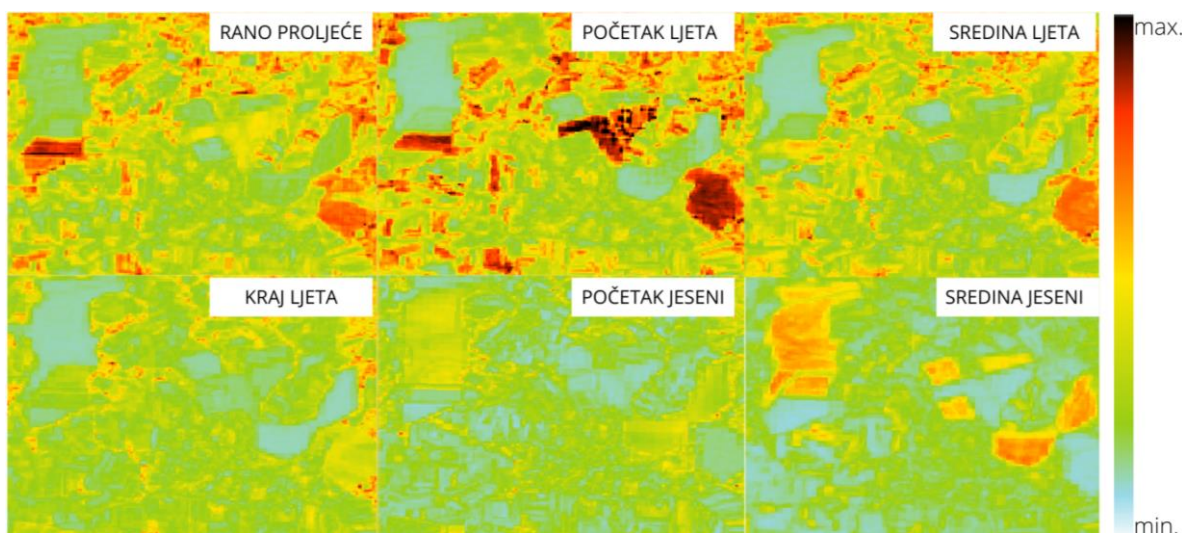 RANO PROLJEĆE
POČETAK LJETA
SREDINA LJETA
max.
KRAJ LJETA
POČETAK JESENI
SREDINA JESENI
min.